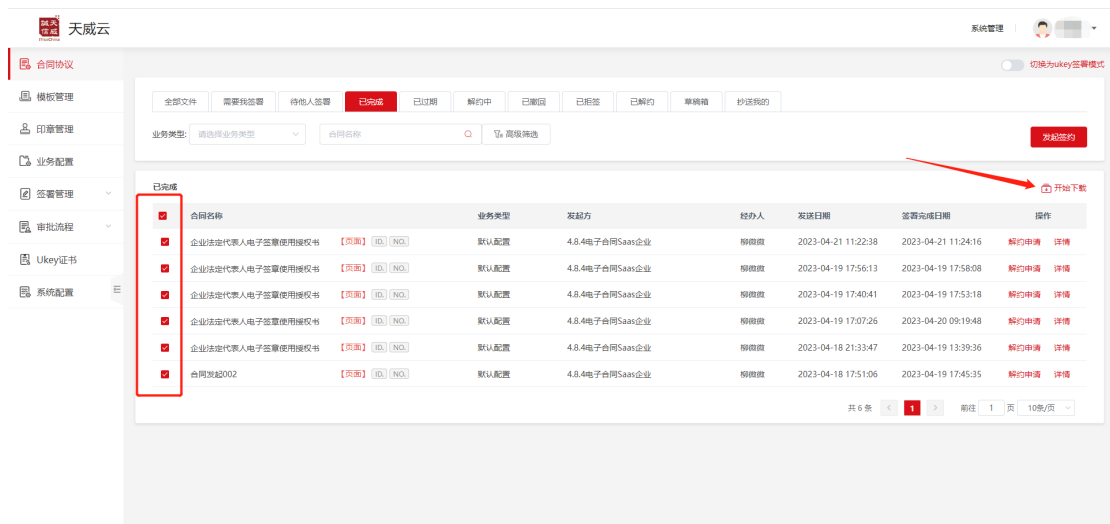 誠天
信威
天威云
系统管理
合同协议
切换为ukey签署模式
模板管理
全部文件 需要我签署 待他人签署 已完成 已过期 解约中 已撤回 已拒签 已解约 草稿箱 抄送我的
印章管理
业务类型: 请选择业务类型 合同名称 高级筛选
发起签约
业务配置
签署管理
已完成 开始下载
合同名称 业务类型 发起方 经办人 发送日期 签署完成日期 操作
审批流程
企业法定代表人电子签章使用授权书 【页面】 ID. NO. 默认配置 4.8.4电子合同Saas企业 柳微微 2023-04-21 11:22:38 2023-04-21 11:24:16 解约申请 详情
Ukey证书
企业法定代表人电子签章使用授权书 【页面】 ID. NO. 默认配置 4.8.4电子合同Saas企业 柳微微 2023-04-19 17:56:13 2023-04-19 17:58:08 解约申请 详情
系统配置
企业法定代表人电子签章使用授权书 【页面】 ID. NO. 默认配置 4.8.4电子合同Saas企业 柳微微 2023-04-19 17:40:41 2023-04-19 17:53:18 解约申请 详情
企业法定代表人电子签章使用授权书 【页面】 ID. NO. 默认配置 4.8.4电子合同Saas企业 柳微微 2023-04-19 17:07:26 2023-04-20 09:19:48 解约申请 详情
企业法定代表人电子签章使用授权书 【页面】 ID. NO. 默认配置 4.8.4电子合同Saas企业 柳微微 2023-04-18 21:33:47 2023-04-19 13:39:36 解约申请 详情
合同发起002 【页面】 ID. NO. 默认配置 4.8.4电子合同Saas企业 柳微微 2023-04-18 17:51:06 2023-04-19 17:45:35 解约申请 详情
共 6 条 < 1 > 前往 1 页 10条/页